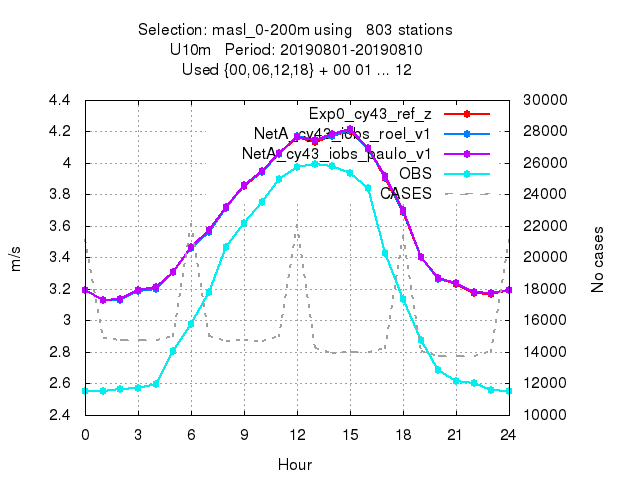 Selection: masl_0-200m using   803 stations
U10m   Period: 20190801-20190810
Used {00,06,12,18} + 00 01 ... 12
4.4
4.2
4
3.8
3.6
3.4
3.2
3
2.8
2.6
2.4
m/s
Exp0_cy43_ref_z
NetA_cy43_iobs_roel_v1
NetA_cy43_iobs_paulo_v1
OBS
CASES
30000
28000
26000
24000
22000
20000
18000
16000
14000
12000
10000
No cases
0 3 6 9 12 15 18 21 24
Hour